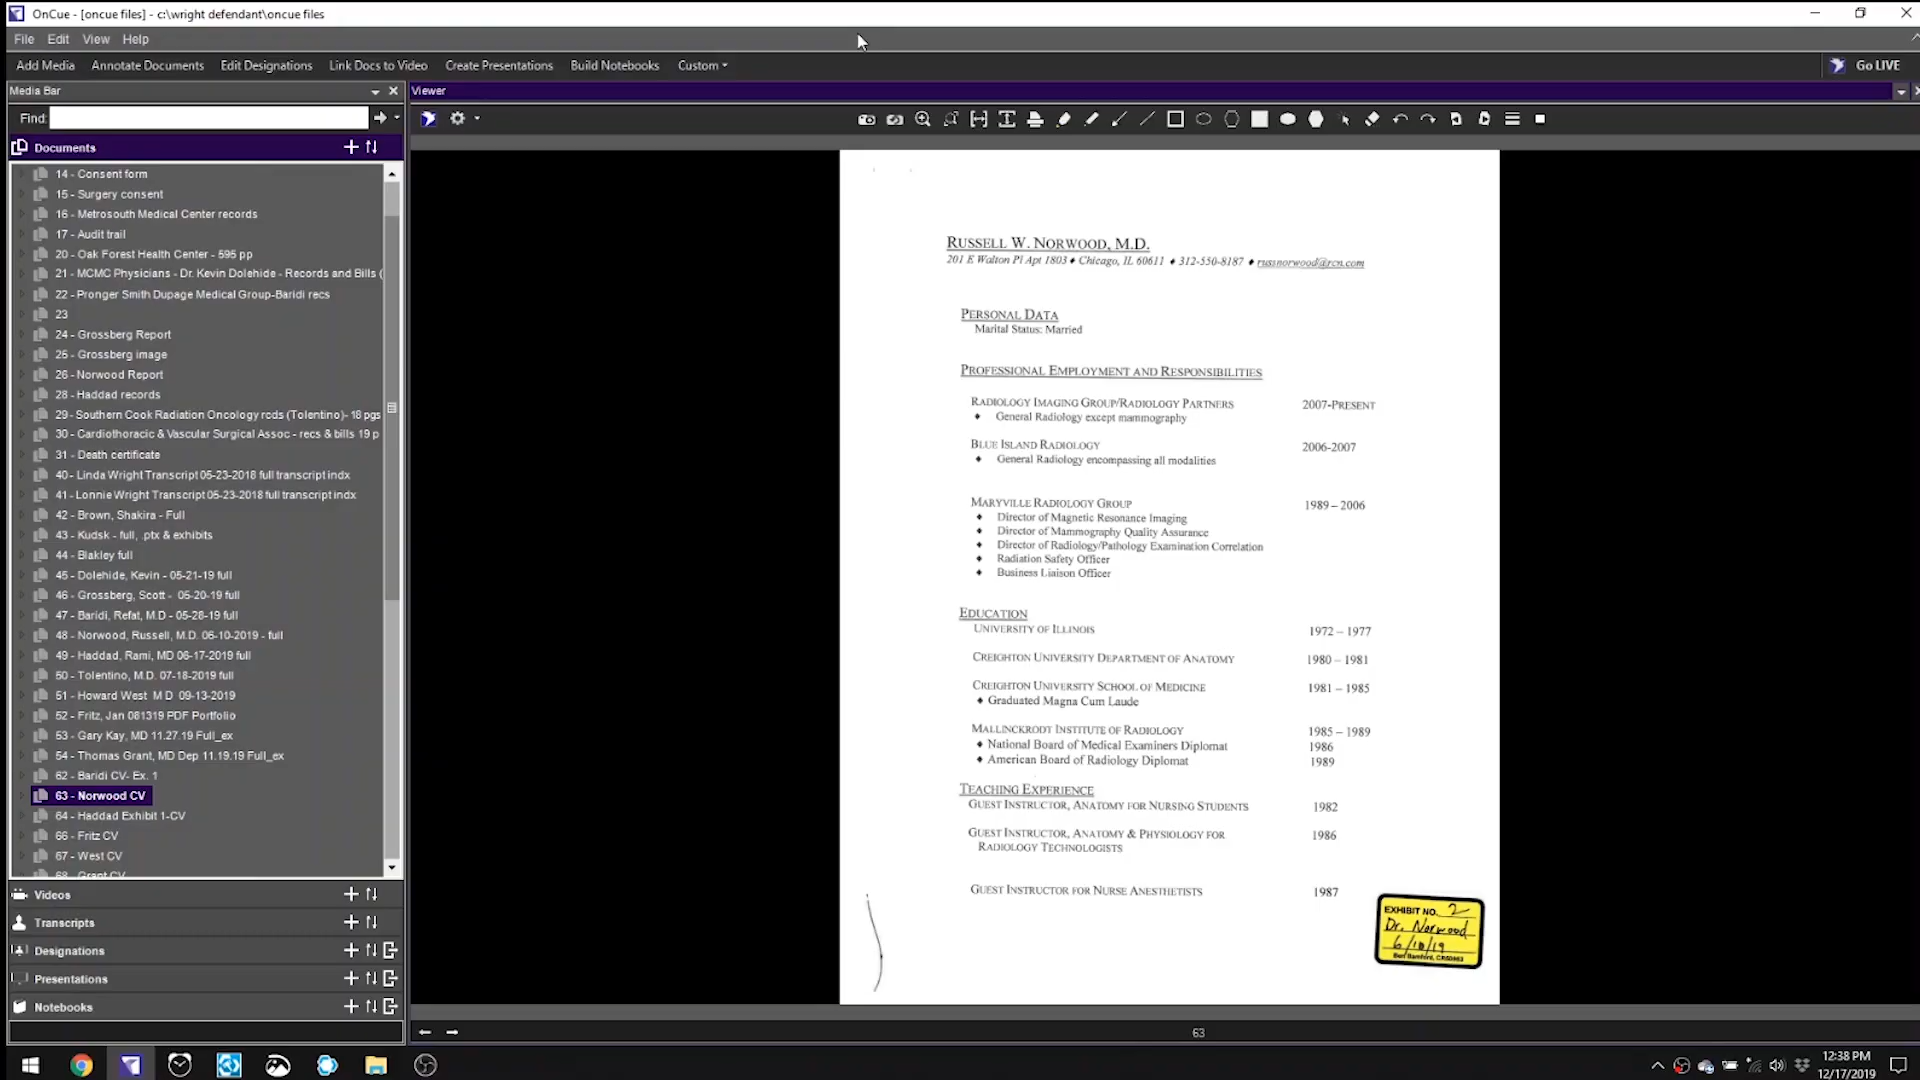 OnCue - [oncue files] - c:\wright defendant\oncue files
File Edit View Help
Add Media Annotate Documents Edit Designations Link Docs to Video Create Presentations Build Notebooks Custom
Go LIVE
Media Bar
Viewer
Find:
Documents
14 - Consent form
15 - Surgery consent
16 - Metrosouth Medical Center records
17 - Audit trail
20 - Oak Forest Health Center - 595 pp
21 - MCMC Physicians - Dr. Kevin Dolehide - Records and Bills (
22 - Pronger Smith Dupage Medical Group-Baridi recs
23
24 - Grossberg Report
25 - Grossberg image
26 - Norwood Report
28 - Haddad records
29 - Southern Cook Radiation Oncology rcds (Tolentino)- 18 pgs
30 - Cardiothoracic & Vascular Surgical Assoc - recs & bills 19 p
31 - Death certificate
40 - Linda Wright Transcript 05-23-2018 full transcript indx
41 - Lonnie Wright Transcript 05-23-2018 full transcript indx
42 - Brown, Shakira - Full
43 - Kudsk - full, .ptx & exhibits
44 - Blakley full
45 - Dolehide, Kevin - 05-21-19 full
46 - Grossberg, Scott - 05-20-19 full
47 - Baridi, Refat, M.D - 05-28-19 full
48 - Norwood, Russell, M.D. 06-10-2019 - full
49 - Haddad, Rami, MD 06-17-2019 full
50 - Tolentino, M.D. 07-18-2019 full
51 - Howard West M D 09-13-2019
52 - Fritz, Jan 081319 PDF Portfolio
53 - Gary Kay, MD 11.27.19 Full_ex
54 - Thomas Grant, MD Dep 11.19.19 Full_ex
62 - Baridi CV- Ex. 1
63 - Norwood CV
64 - Haddad Exhibit 1-CV
66 - Fritz CV
67 - West CV
68 - Grant CV
Videos
Transcripts
Designations
Presentations
Notebooks
RUSSELL W. NORWOOD, M.D.
201 E Walton Pl Apt 1803 ♦ Chicago, IL 60611 ♦ 312-550-8187 ♦ russnorwood@rcn.com
PERSONAL DATA
Marital Status: Married
PROFESSIONAL EMPLOYMENT AND RESPONSIBILITIES
RADIOLOGY IMAGING GROUP/RADIOLOGY PARTNERS 2007-PRESENT
♦ General Radiology except mammography
BLUE ISLAND RADIOLOGY 2006-2007
♦ General Radiology encompassing all modalities
MARYVILLE RADIOLOGY GROUP 1989 – 2006
♦ Director of Magnetic Resonance Imaging
♦ Director of Mammography Quality Assurance
♦ Director of Radiology/Pathology Examination Correlation
♦ Radiation Safety Officer
♦ Business Liaison Officer
EDUCATION
UNIVERSITY OF ILLINOIS 1972 – 1977
CREIGHTON UNIVERSITY DEPARTMENT OF ANATOMY 1980 – 1981
CREIGHTON UNIVERSITY SCHOOL OF MEDICINE 1981 – 1985
♦ Graduated Magna Cum Laude
MALLINCKRODT INSTITUTE OF RADIOLOGY 1985 – 1989
♦ National Board of Medical Examiners Diplomat 1986
♦ American Board of Radiology Diplomat 1989
TEACHING EXPERIENCE
GUEST INSTRUCTOR, ANATOMY FOR NURSING STUDENTS 1982
GUEST INSTRUCTOR, ANATOMY & PHYSIOLOGY FOR 1986
RADIOLOGY TECHNOLOGISTS
GUEST INSTRUCTOR FOR NURSE ANESTHETISTS 1987
EXHIBIT NO. 2
Dr. Norwood
6/10/19
63
12:38 PM
12/17/2019